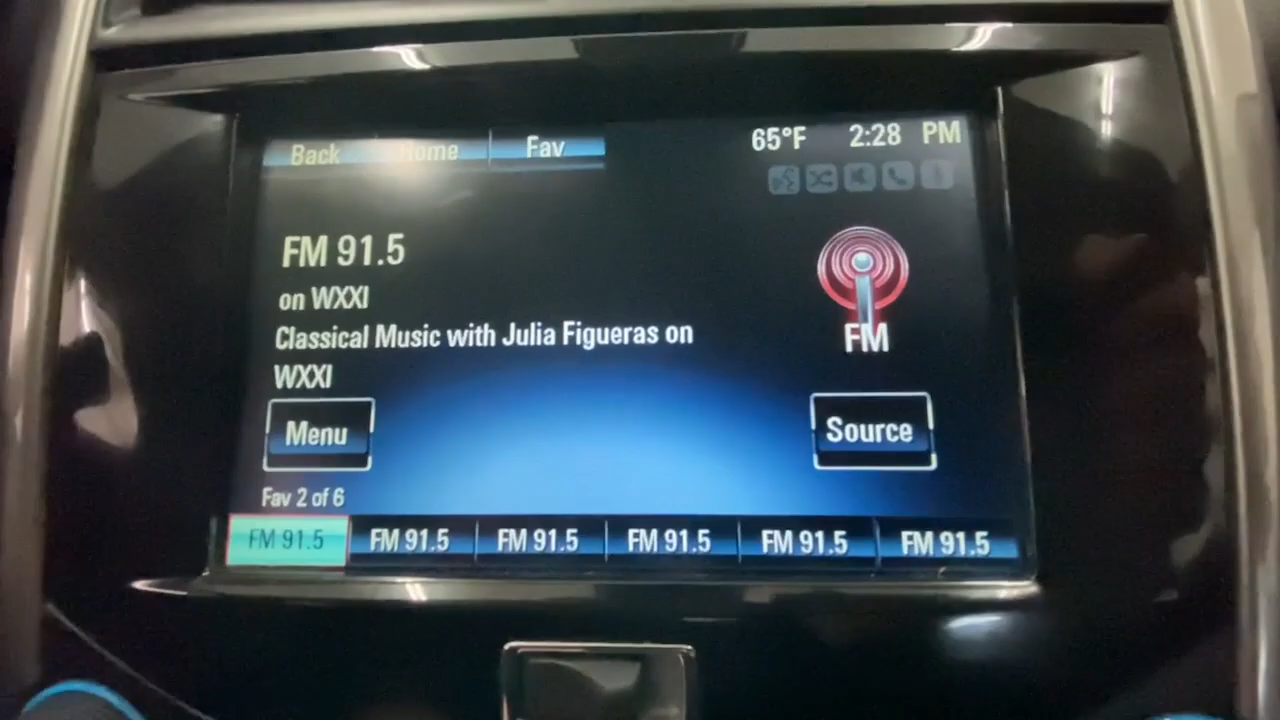 Back Home Fav 65°F 2:28 PM
FM 91.5
on WXXI
Classical Music with Julia Figueras on
WXXI
FM
Menu
Source
Fav 2 of 6
FM 91.5 FM 91.5 FM 91.5 FM 91.5 FM 91.5 FM 91.5